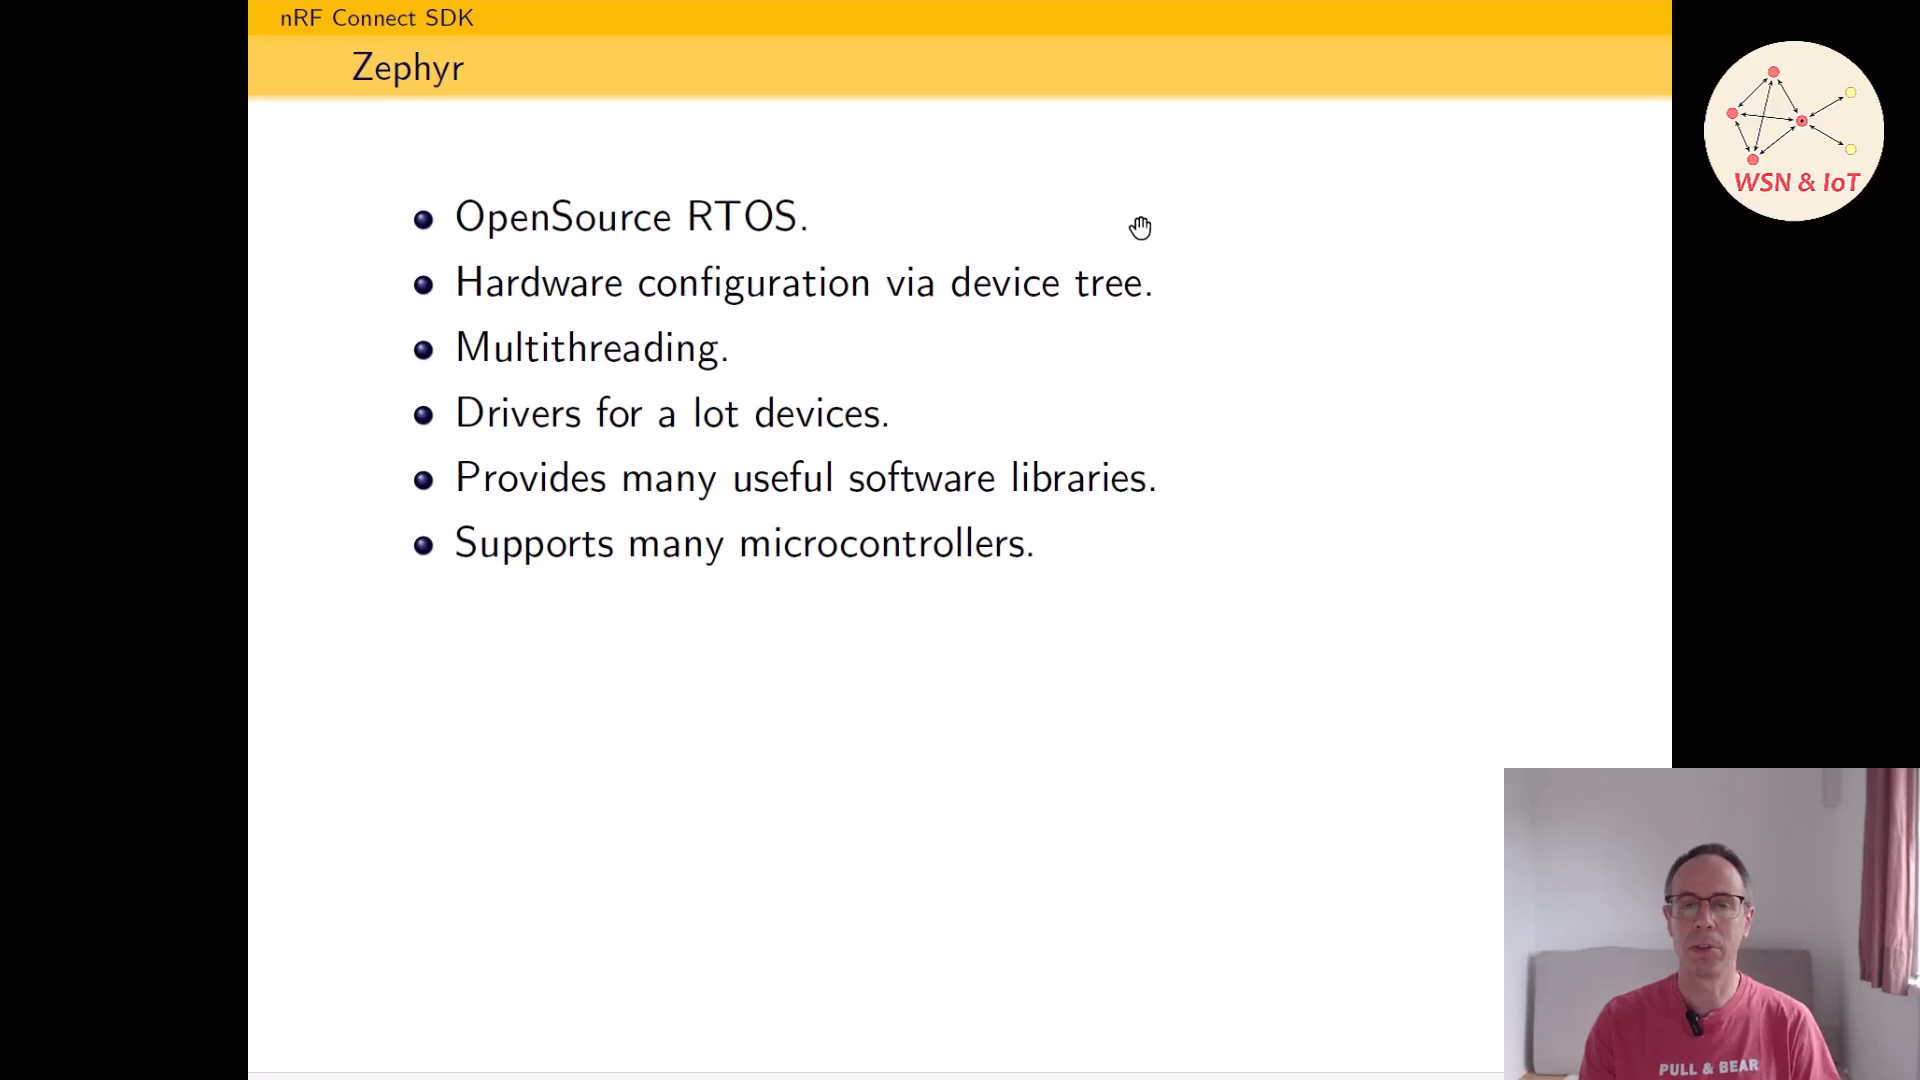 nRF Connect SDK
Zephyr
OpenSource RTOS.
Hardware configuration via device tree.
Multithreading.
Drivers for a lot devices.
Provides many useful software libraries.
Supports many microcontrollers.
WSN & IoT
PULL & BEAR